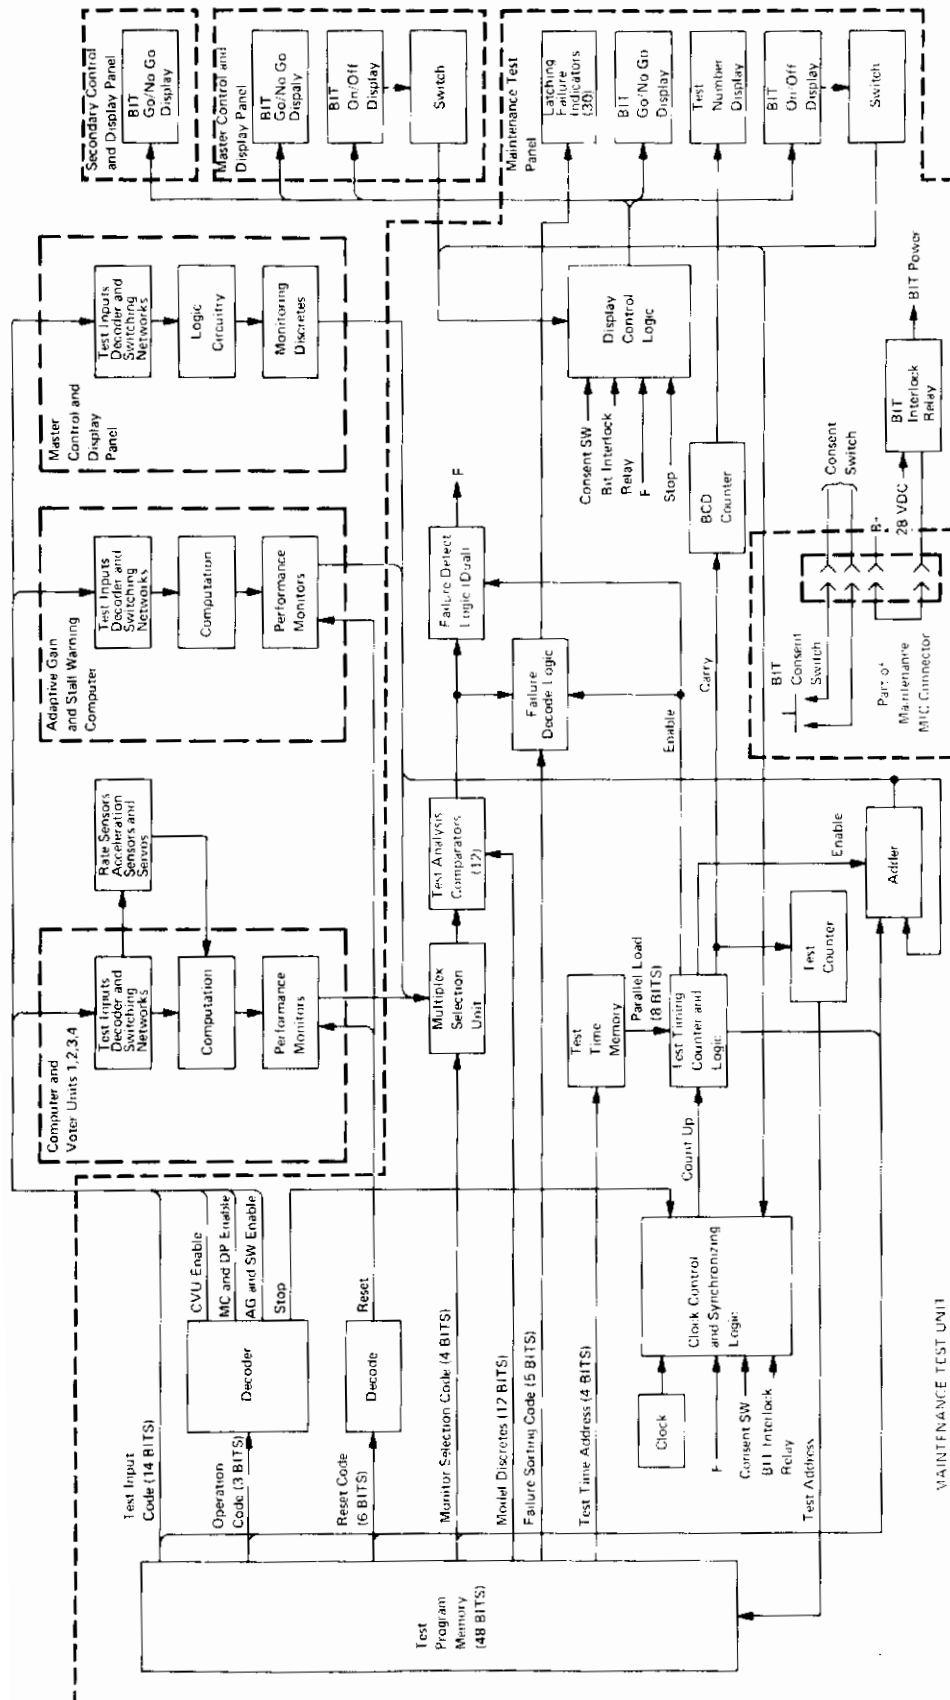 Secondary Control
and Display Panel
BIT
Go/No Go
Display
Master Control and
Display Panel
BIT
Go/No Go
Dispaly
BIT
On/Off
Display
Switch
Maintenance Test
Panel
Latching
Failure
Indicators
(30)
BIT
Go/No Go
Display
Test
Number
Display
BIT
On/Off
Display
Switch
Master
Control and
Display
Panel
Test Inputs
Decoder and
Switching
Networks
Logic
Circuitry
Monitoring
Discretes
Adaptive Gain
and Stall Warning
Computer
Test Inputs
Decoder and
Switching
Networks
Computation
Performance
Monitors
Rate Sensors
Acceleration
Sensors and
Servos
Computer and
Voter Units 1,2,3,4
Test Inputs
Decoder and
Switching
Networks
Computation
Performance
Monitors
Display
Control
Logic
Consent SW
Bit Interlock
Relay
F
Stop
BCD
Counter
Carry
Failure Detect
Logic (Dual)
F
Failure
Decode Logic
Enable
Test Analysis
Comparators
(12)
Multiplex
Selection
Unit
Test
Time
Memory
Parallel Load
(8 BITS)
Test Timing
Counter and
Logic
Count Up
Test
Counter
Enable
Adder
BIT Power
BIT
Interlock
Relay
28 VDC
B+
Consent
Switch
BIT
Consent
Switch
Part of
Maintenance
MTC Connector
Clock Control
and Synchronizing
Logic
Clock
F
Consent SW
BIT Interlock
Relay
Test Address
CVU Enable
MC and DP Enable
AG and SW Enable
Stop
Decoder
Reset
Decode
Test Input
Code (14 BITS)
Operation
Code (3 BITS)
Reset Code
(6 BITS)
Monitor Selection Code (4 BITS)
Model Discretes (12 BITS)
Failure Sorting Code (5 BITS)
Test Time Address (4 BITS)
Test
Program
Memory
(48 BITS)
MAINTENANCE TEST UNIT